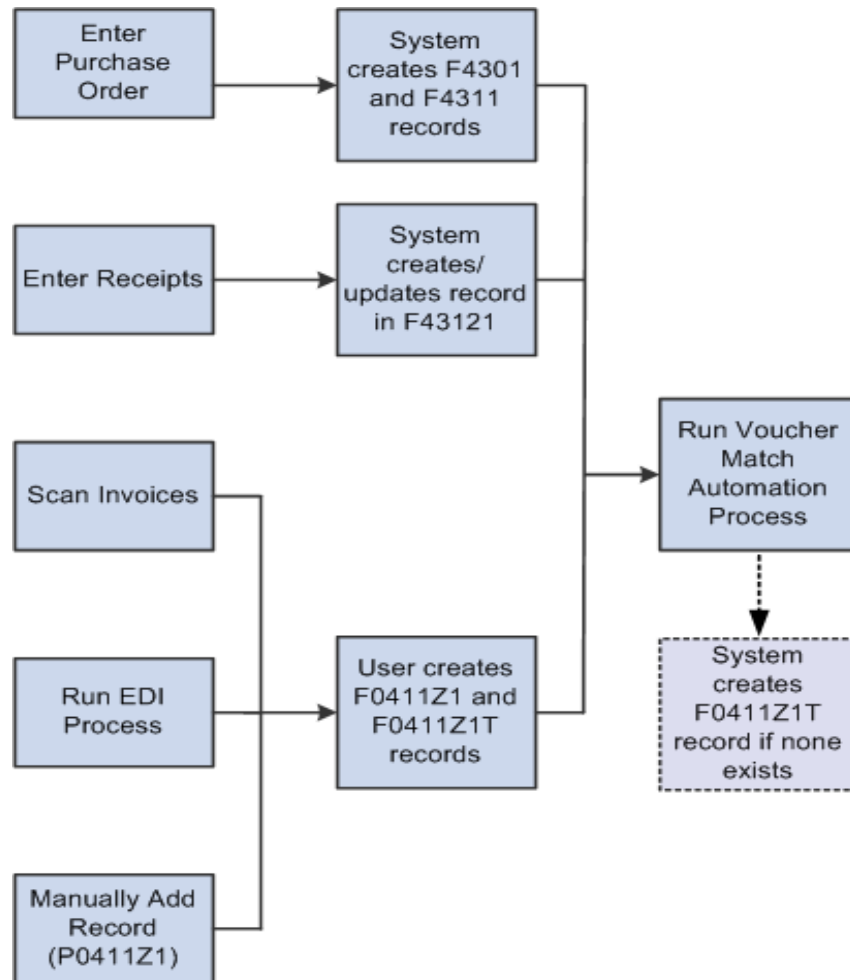 Enter
Purchase
Order
System
creates F4301
and F4311
records
Enter Receipts
System
creates/
updates record
in F43121
Scan Invoices
Run Voucher
Match
Automation
Process
Run EDI
Process
User creates
F0411Z1 and
F0411Z1T
records
System
creates
F0411Z1T
record if none
exists
Manually Add
Record
(P0411Z1)